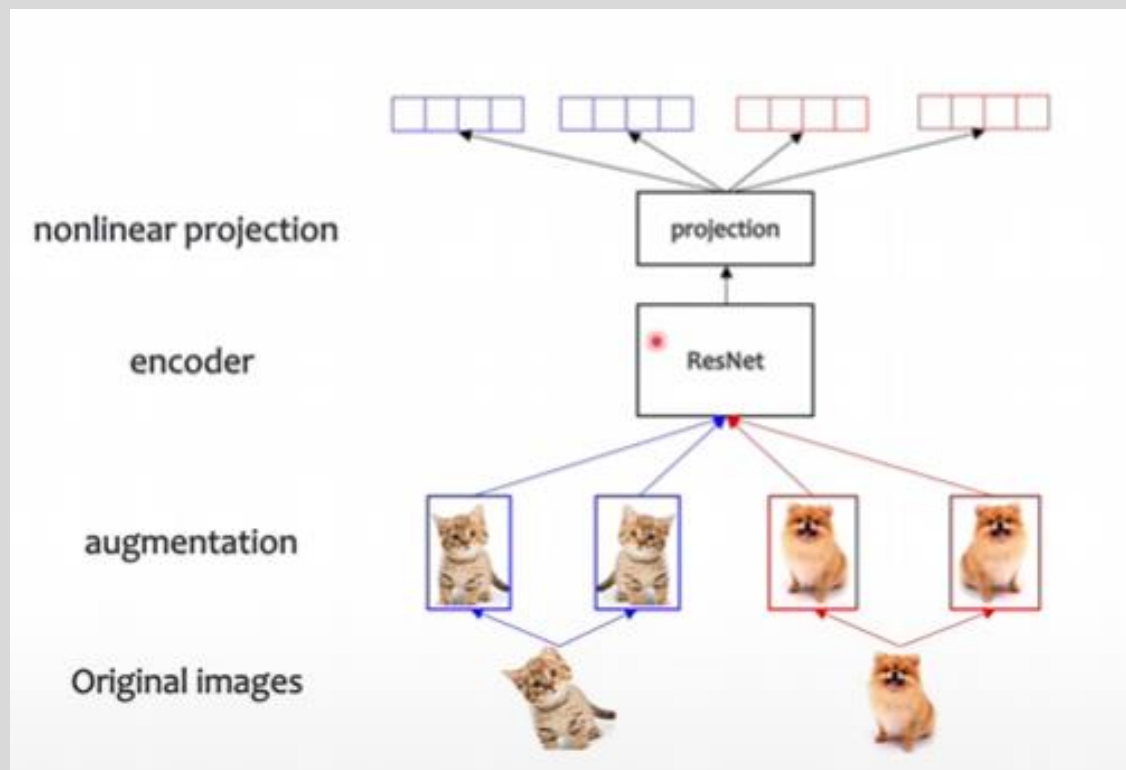 nonlinear projection
projection
encoder
ResNet
augmentation
Original images